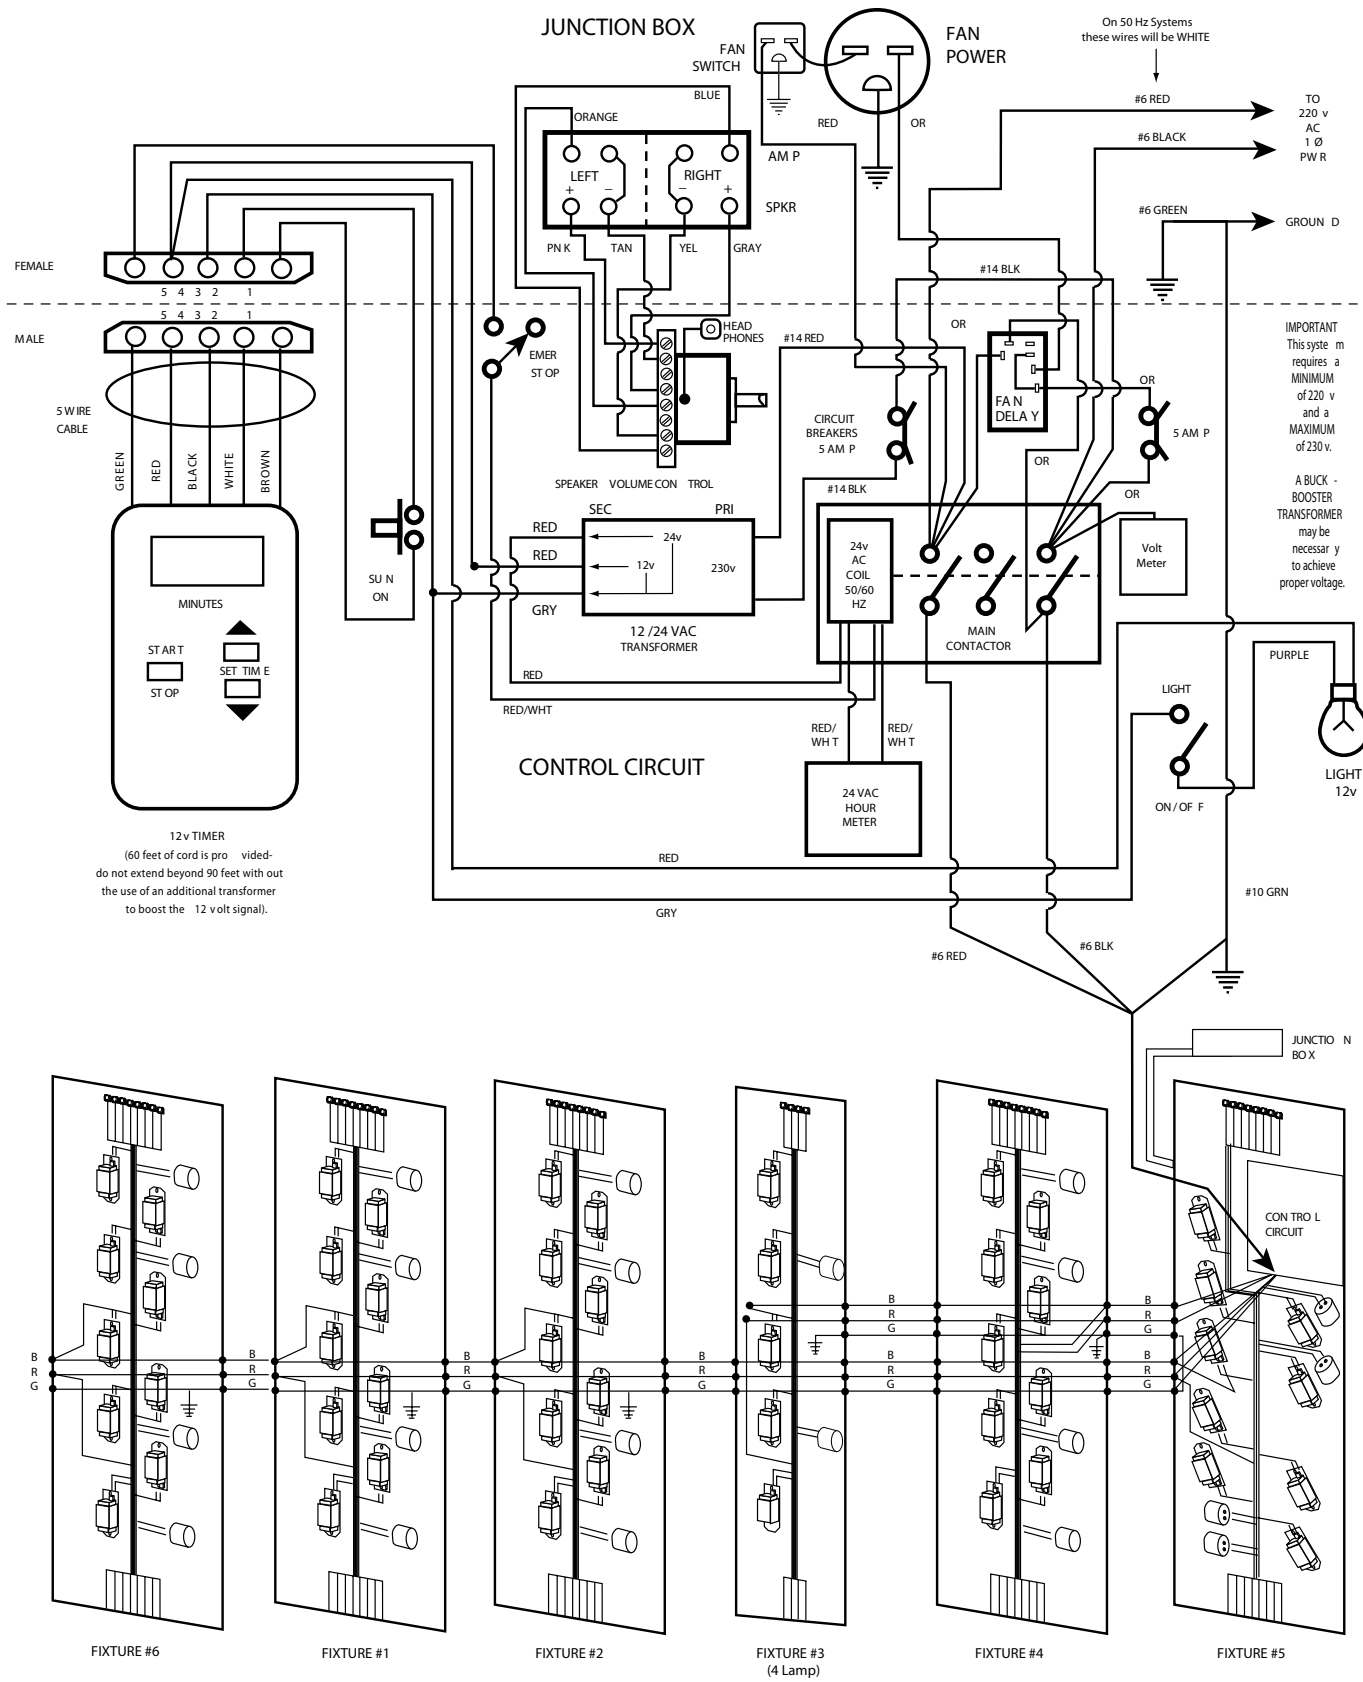 JUNCTION BOX
FAN
SWITCH
FAN
POWER
On 50 Hz Systems
these wires will be WHITE
BLUE
ORANGE
RED
OR
#6 RED
TO
220 v
AC
1 Ø
PW R
#6 BLACK
AM P
LEFT
RIGHT
+
–
–
+
SPKR
#6 GREEN
GROUN D
PN K
TAN
YEL
GRAY
FEMALE
5 4 3 2 1
#14 BLK
5 4 3 2 1
M ALE
HEAD
PHONES
EMER
ST OP
#14 RED
OR
FA N
DELA Y
OR
IMPORTANT
This syste m
requires a
MINIMUM
of 220 v
and a
MAXIMUM
of 230 v.
A BUCK -
BOOSTER
TRANSFORMER
may be
necessar y
to achieve
proper voltage.
5 W IRE
CABLE
CIRCUIT
BREAKERS
5 AM P
5 AM P
GREEN
RED
BLACK
WHITE
BROWN
OR
OR
SPEAKER VOLUME CON TROL
#14 BLK
SEC
PRI
RED
RED
GRY
24v
12v
230v
12 /24 VAC
TRANSFORMER
24v
AC
COIL
50/60
HZ
Volt
Meter
MAIN
CONTACTOR
SU N
ON
MINUTES
ST AR T
ST OP
SET TIM E
RED
RED/WHT
PURPLE
LIGHT
RED/
WH T
RED/
WH T
CONTROL CIRCUIT
24 VAC
HOUR
METER
ON / OF F
LIGHT
12v
12 v TIMER
(60 feet of cord is pro vided-
do not extend beyond 90 feet with out
the use of an additional transformer
to boost the 12 v olt signal).
RED
GRY
#10 GRN
#6 RED
#6 BLK
JUNCTIO N
BO X
CON TRO L
CIRCUIT
B
R
G
B
R
G
B
R
G
B
R
G
B
R
G
B
R
G
B
R
G
B
R
G
FIXTURE #6
FIXTURE #1
FIXTURE #2
FIXTURE #3
(4 Lamp)
FIXTURE #4
FIXTURE #5